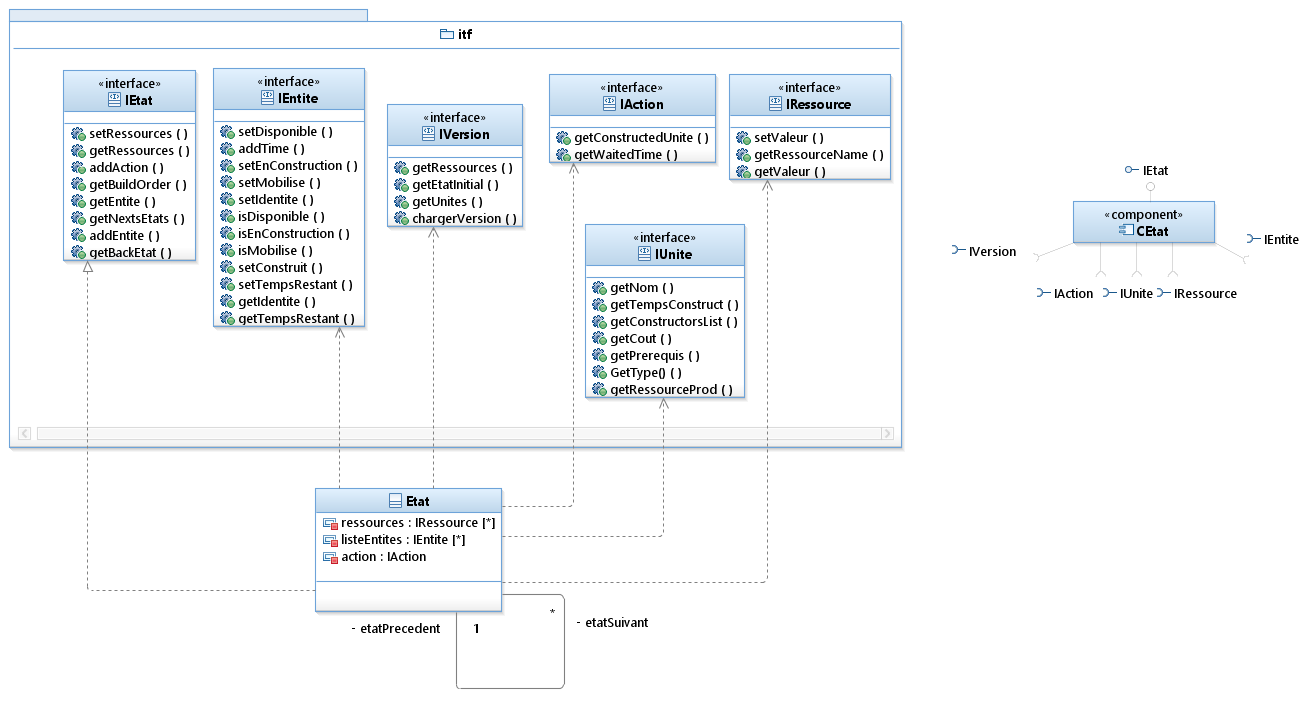 itf
«interface»
IEtat
setRessources ( )
getRessources ( )
addAction ( )
getBuildOrder ( )
getEntite ( )
getNextsEtats ( )
addEntite ( )
getBackEtat ( )
«interface»
IEntite
setDisponible ( )
addTime ( )
setEnConstruction ( )
setMobilise ( )
setIdentite ( )
isDisponible ( )
isEnConstruction ( )
isMobilise ( )
setConstruit ( )
setTempsRestant ( )
getIdentite ( )
getTempsRestant ( )
«interface»
IVersion
getRessources ( )
getEtatInitial ( )
getUnites ( )
chargerVersion ( )
«interface»
IAction
getConstructedUnite ( )
getWaitedTime ( )
«interface»
IRessource
setValeur ( )
getRessourceName ( )
getValeur ( )
«interface»
IUnite
getNom ( )
getTempsConstruct ( )
getConstructorsList ( )
getCout ( )
getPrerequis ( )
GetType() ( )
getRessourceProd ( )
Etat
ressources : IRessource [*]
listeEntites : IEntite [*]
action : IAction
- etatPrecedent
1
*
- etatSuivant
IEtat
«component»
CEtat
IVersion
IEntite
IAction
IUnite
IRessource